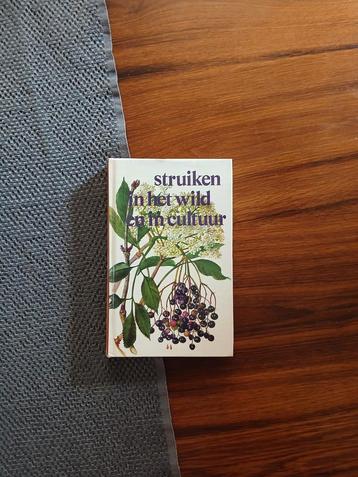 struiken
in het wild
en in cultuur